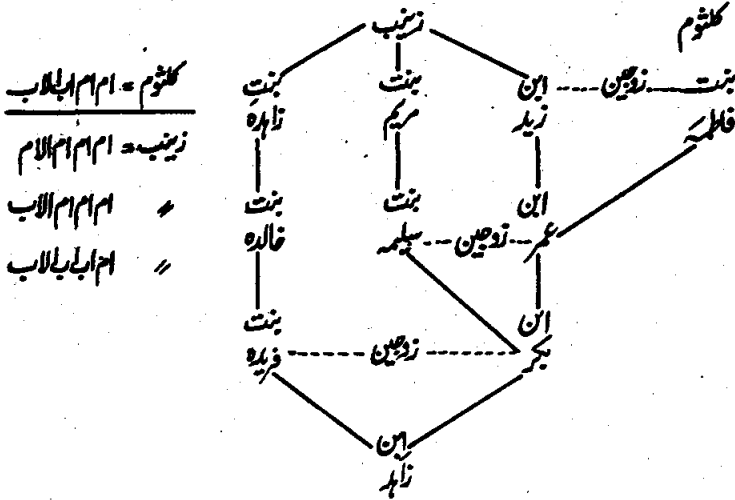 کلثوم
زینب
کلثوم = ام ام اب الاب
بنت زوجین ابن بنت بنتِ
فاطمہ زید مریم زاہدہ
زینب = ام ام ام الام
〃 ام ام ام الاب
〃 ام اب اب الاب
ابن بنت بنت
عمر زوجین سلیمہ خالدہ
ابن بنت
بکر زوجین فریدہ
ابن
زاہد